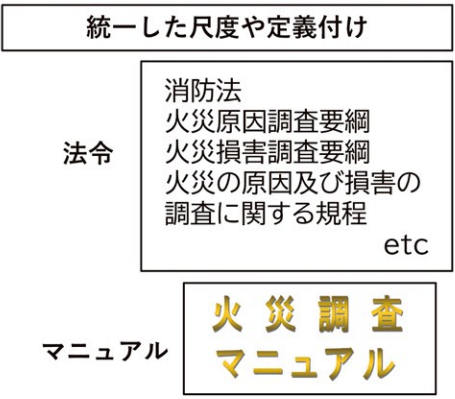 統一した尺度や定義付け
法令
消防法
火災原因調査要綱
火災損害調査要綱
火災の原因及び損害の
調査に関する規程
etc
マニュアル
火災調査
マニュアル